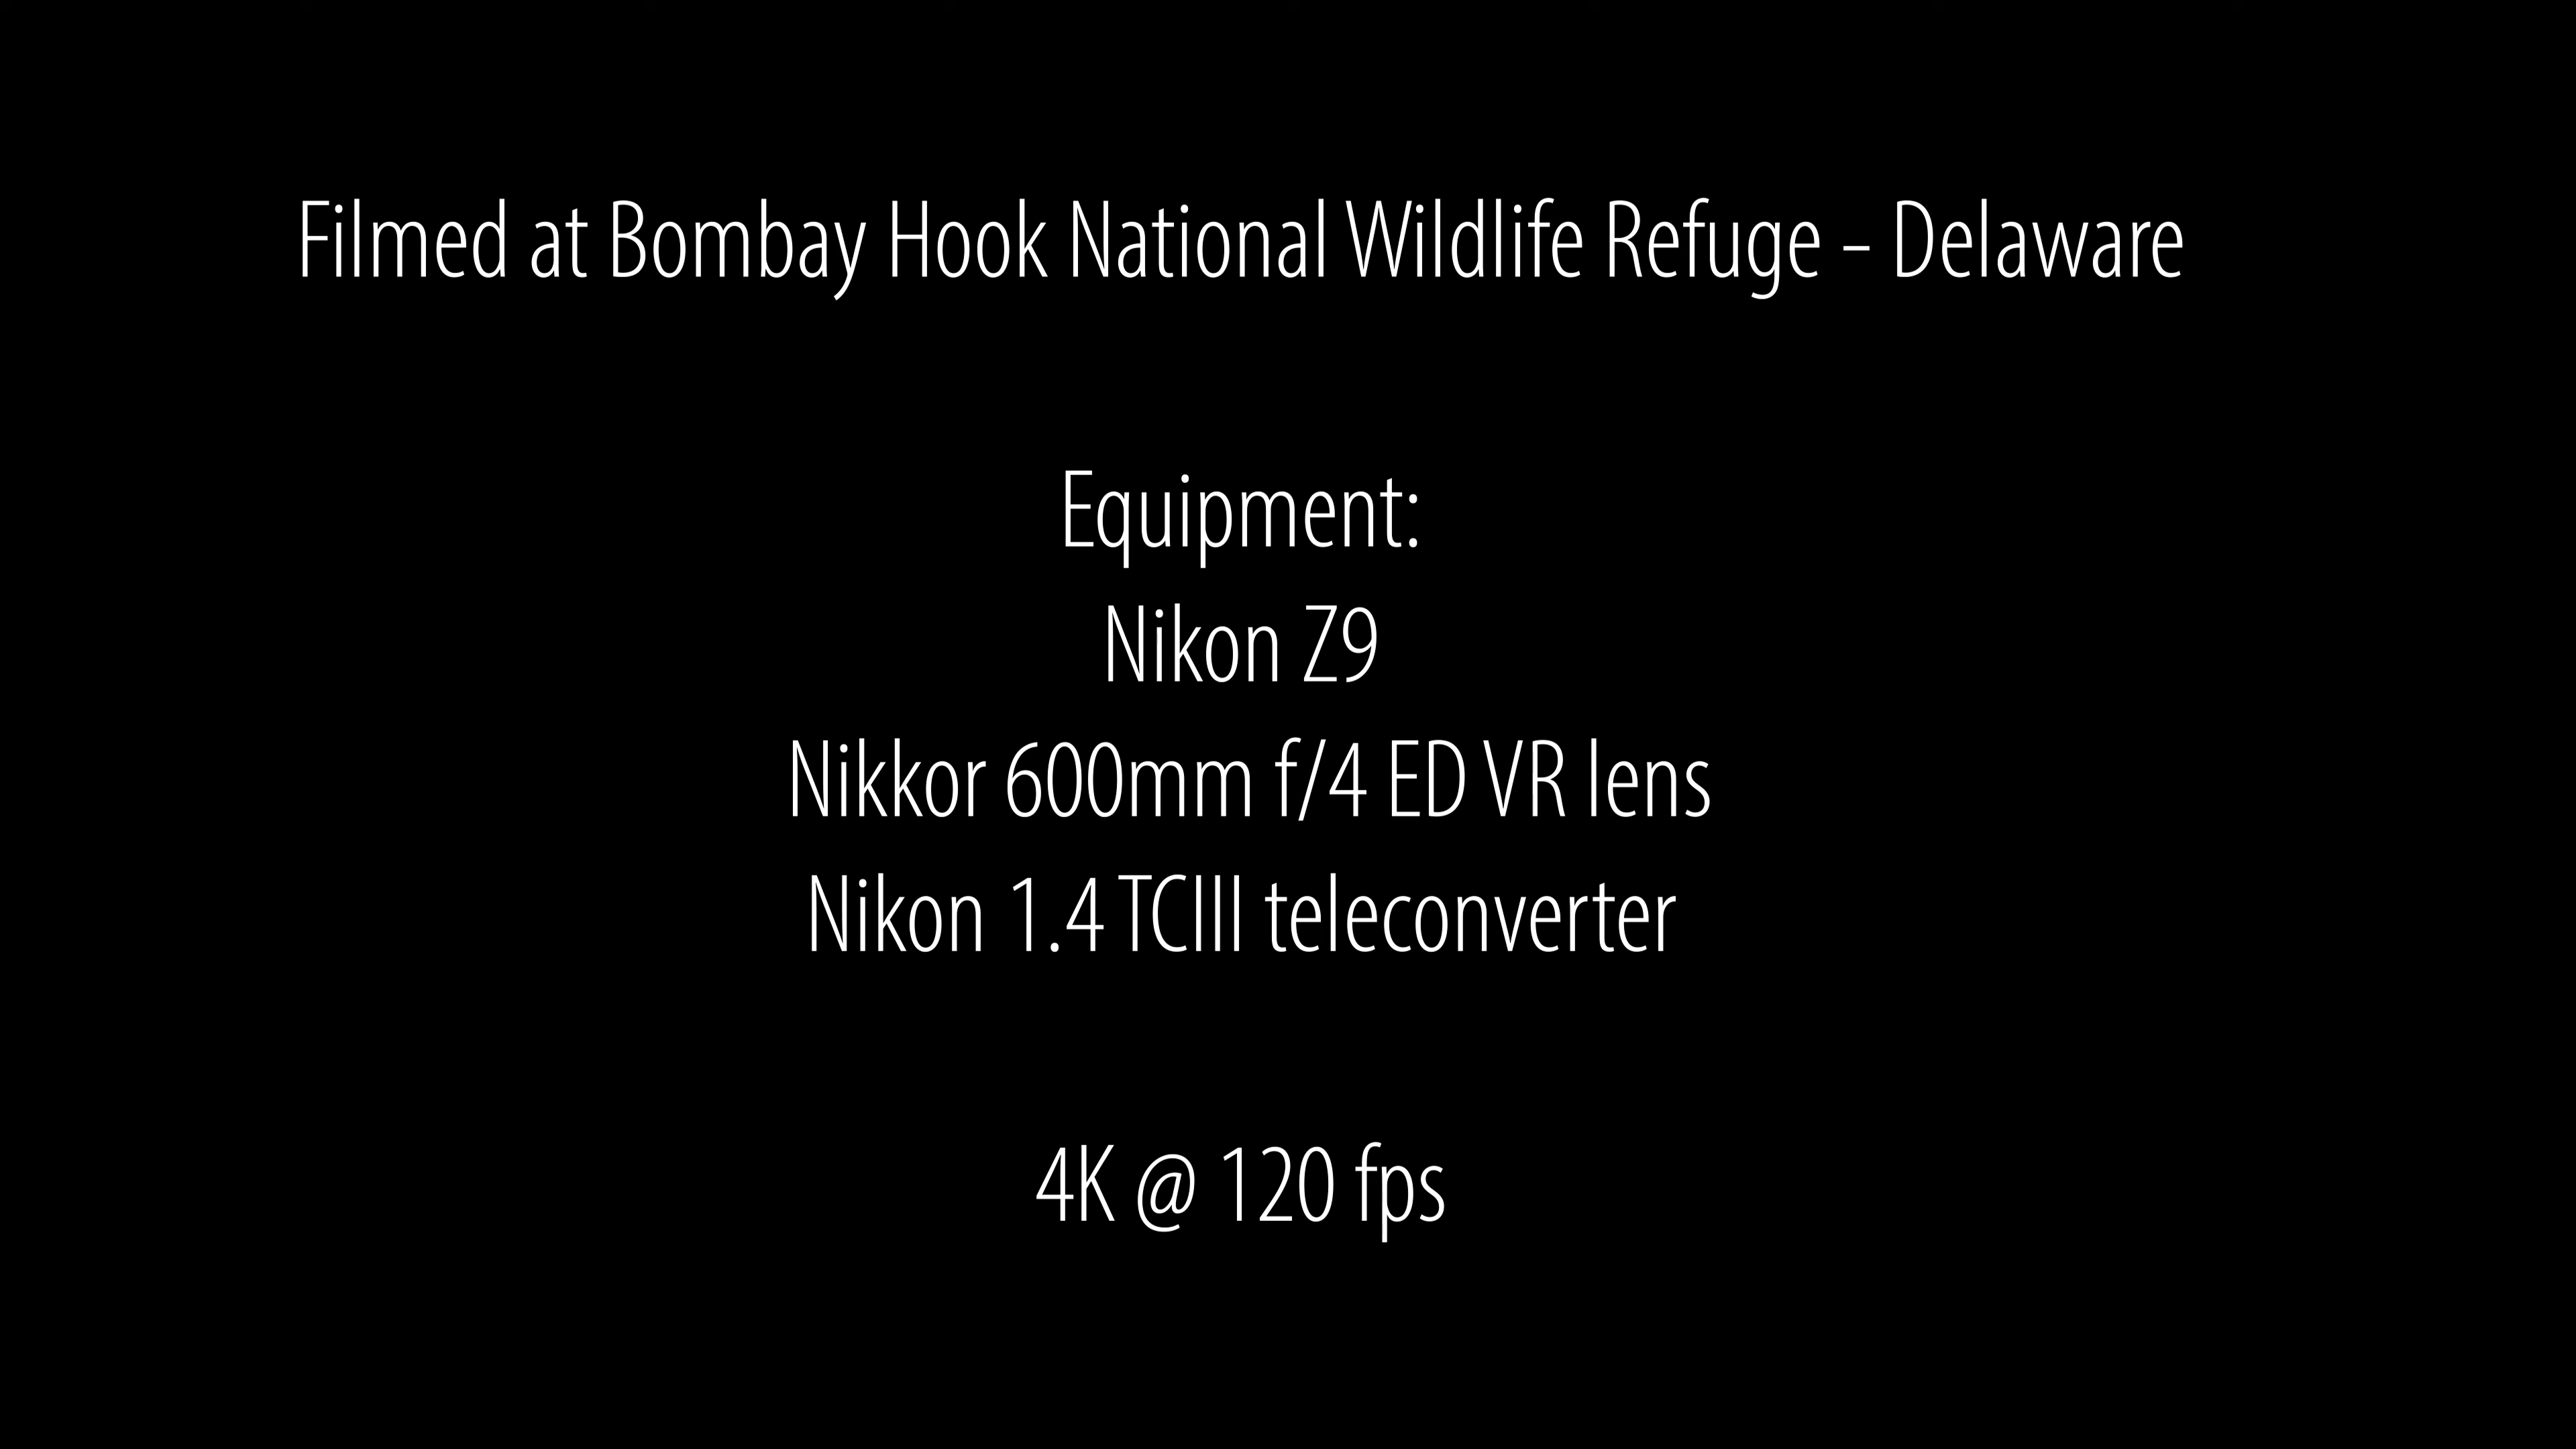 Filmed at Bombay Hook National Wildlife Refuge - Delaware
Equipment:
Nikon Z9
Nikkor 600mm f/4 ED VR lens
Nikon 1.4 TCIII teleconverter
4K @ 120 fps